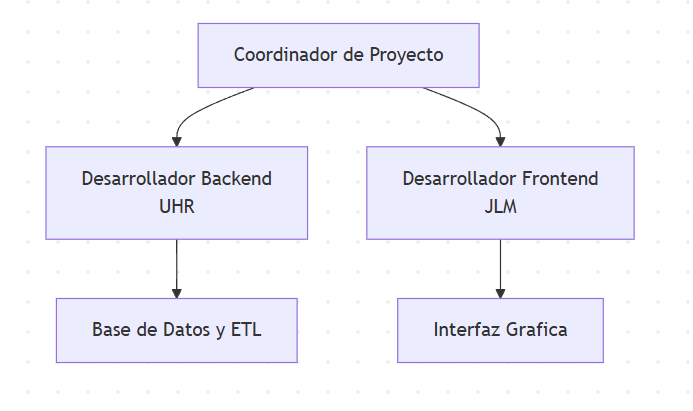 Coordinador de Proyecto
Desarrollador Backend
UHR
Desarrollador Frontend
JLM
Base de Datos y ETL
Interfaz Grafica